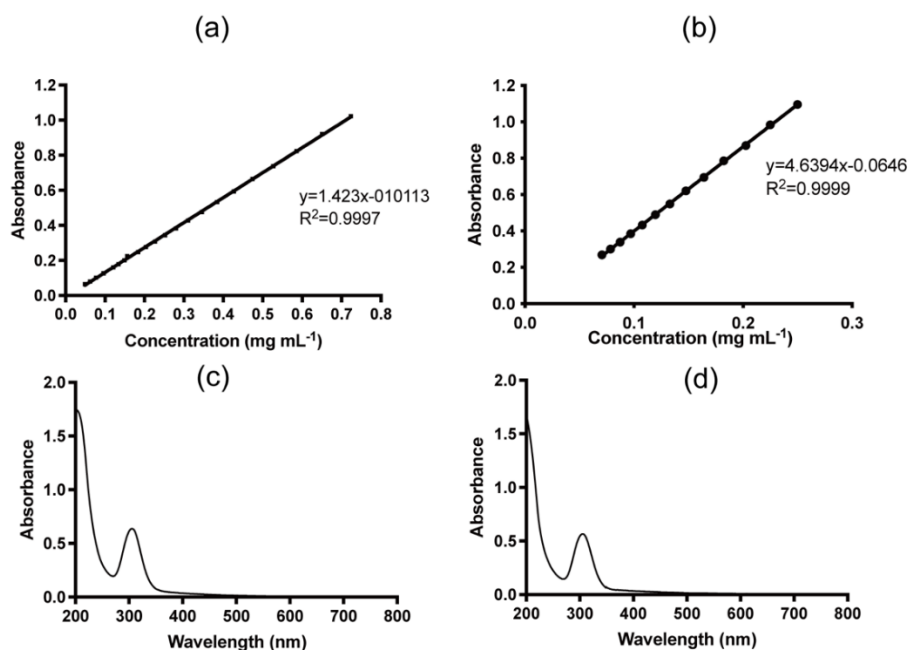 (a)
1.2
1.0
0.8
0.6
0.4
0.2
0.0
Absorbance
y=1.423x-010113
R²=0.9997
0.0 0.1 0.2 0.3 0.4 0.5 0.6 0.7 0.8
Concentration (mg mL⁻¹)
(b)
1.2
1.0
0.8
0.6
0.4
0.2
0.0
Absorbance
y=4.6394x-0.0646
R²=0.9999
0.0 0.1 0.2 0.3
Concentration (mg mL⁻¹)
(c)
2.0
1.5
1.0
0.5
0.0
Absorbance
200 300 400 500 600 700 800
Wavelength (nm)
(d)
2.0
1.5
1.0
0.5
0.0
Absorbance
200 300 400 500 600 700 800
Wavelength (nm)